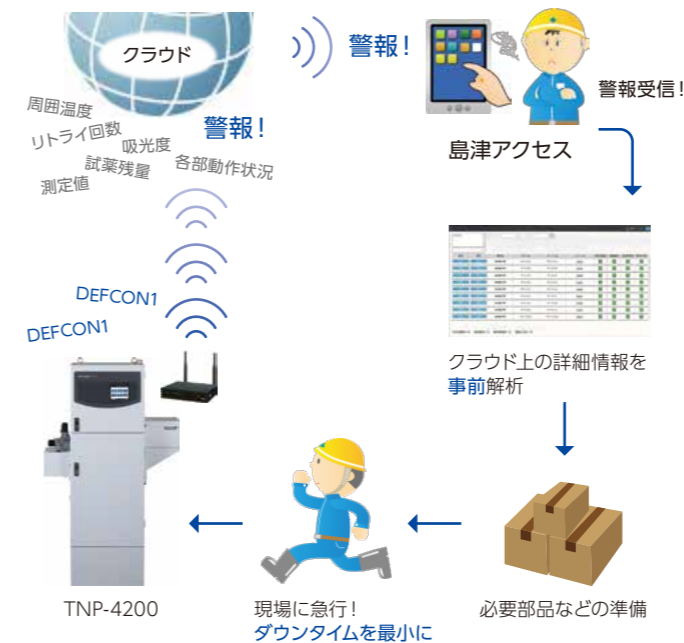 クラウド
警報！
警報受信！
島津アクセス
周囲温度
リトライ回数
吸光度
警報！
試薬残量
各部動作状況
測定値
DEFCON1
DEFCON1
クラウド上の詳細情報を
事前解析
TNP-4200
現場に急行！
ダウンタイムを最小に
必要部品などの準備